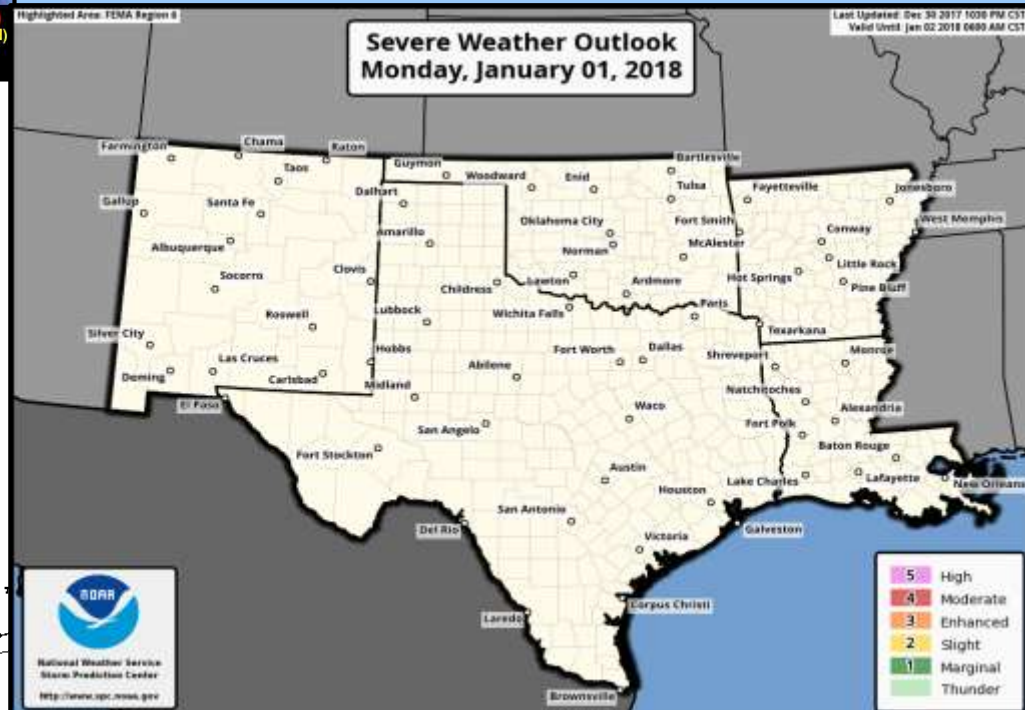 Highlighted Area: FEMA Region 6
Last Updated: Dec 30 2017 1030 PM CST
Valid Until: Jan 02 2018 0600 AM CST
Severe Weather Outlook
Monday, January 01, 2018
Farmington
Chama
Raton
Taos
Guymon
Woodward
Enid
Bartlesville
Tulsa
Fayetteville
Jonesboro
Gallup
Santa Fe
Dalhart
Amarillo
Oklahoma City
Norman
Fort Smith
McAlester
Conway
West Memphis
Albuquerque
Socorro
Clovis
Childress
Lawton
Ardmore
Hot Springs
Little Rock
Pine Bluff
Roswell
Lubbock
Wichita Falls
Paris
Texarkana
Silver City
Las Cruces
Hobbs
Abilene
Fort Worth
Dallas
Shreveport
Monroe
Deming
Carlsbad
Midland
Natchitoches
El Paso
Waco
Alexandria
San Angelo
Fort Polk
Fort Stockton
Baton Rouge
Austin
Lake Charles
Lafayette
New Orleans
Houston
San Antonio
Del Rio
Galveston
Victoria
Laredo
Corpus Christi
Brownsville
NOAA
National Weather Service
Storm Prediction Center
http://www.spc.noaa.gov
5 High
4 Moderate
3 Enhanced
2 Slight
1 Marginal
Thunder